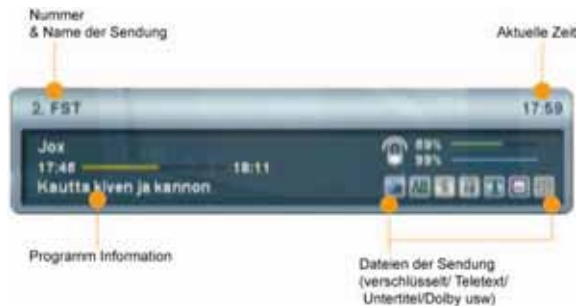 Nummer
& Name der Sendung
Aktuelle Zeit
2. FST
17:59
Jox
17:46 18:11
Kautta kiven ja kannon
89%
99%
Programm Information
Dateien der Sendung
(verschlüsselt/ Teletext/
Untertitel/Dolby usw)